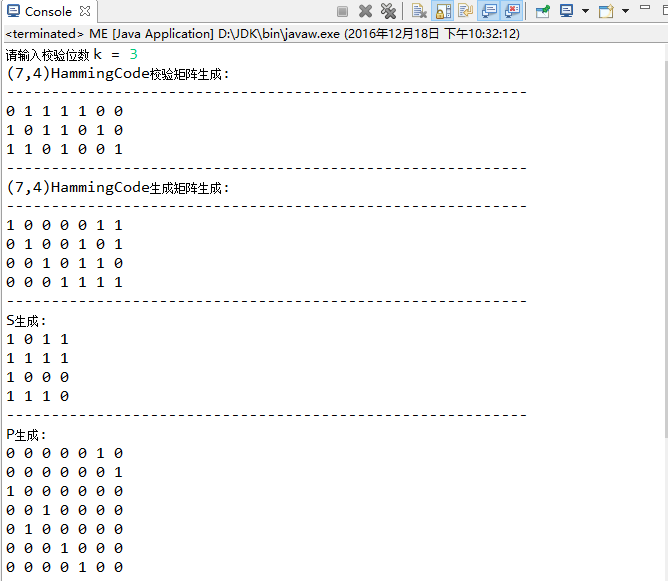 Console
<terminated> ME [Java Application] D:\JDK\bin\javaw.exe (2016年12月18日 下午10:32:12)
请输入校验位数 k = 3
(7,4)HammingCode校验矩阵生成:
----------------------------------------------------------
0 1 1 1 1 0 0
1 0 1 1 0 1 0
1 1 0 1 0 0 1
----------------------------------------------------------
(7,4)HammingCode生成矩阵生成:
----------------------------------------------------------
1 0 0 0 0 1 1
0 1 0 0 1 0 1
0 0 1 0 1 1 0
0 0 0 1 1 1 1
----------------------------------------------------------
S生成:
1 0 1 1
1 1 1 1
1 0 0 0
1 1 1 0
----------------------------------------------------------
P生成:
0 0 0 0 0 1 0
0 0 0 0 0 0 1
1 0 0 0 0 0 0
0 0 1 0 0 0 0
0 1 0 0 0 0 0
0 0 0 1 0 0 0
0 0 0 0 1 0 0